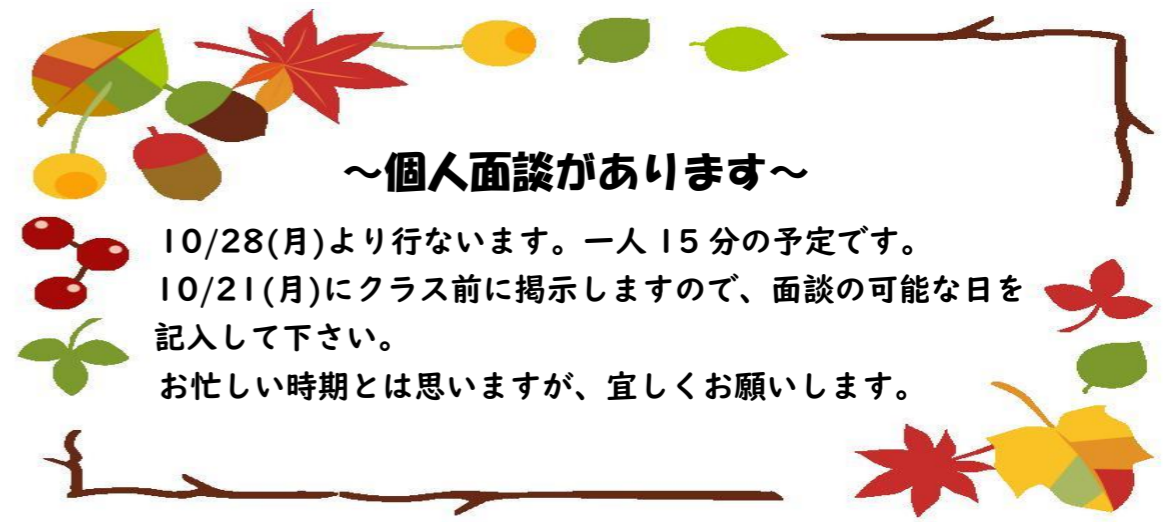 ～個人面談があります～
10/28(月)より行ないます。一人15分の予定です。
10/21(月)にクラス前に掲示しますので、面談の可能な日を
記入して下さい。
お忙しい時期とは思いますが、宜しくお願いします。